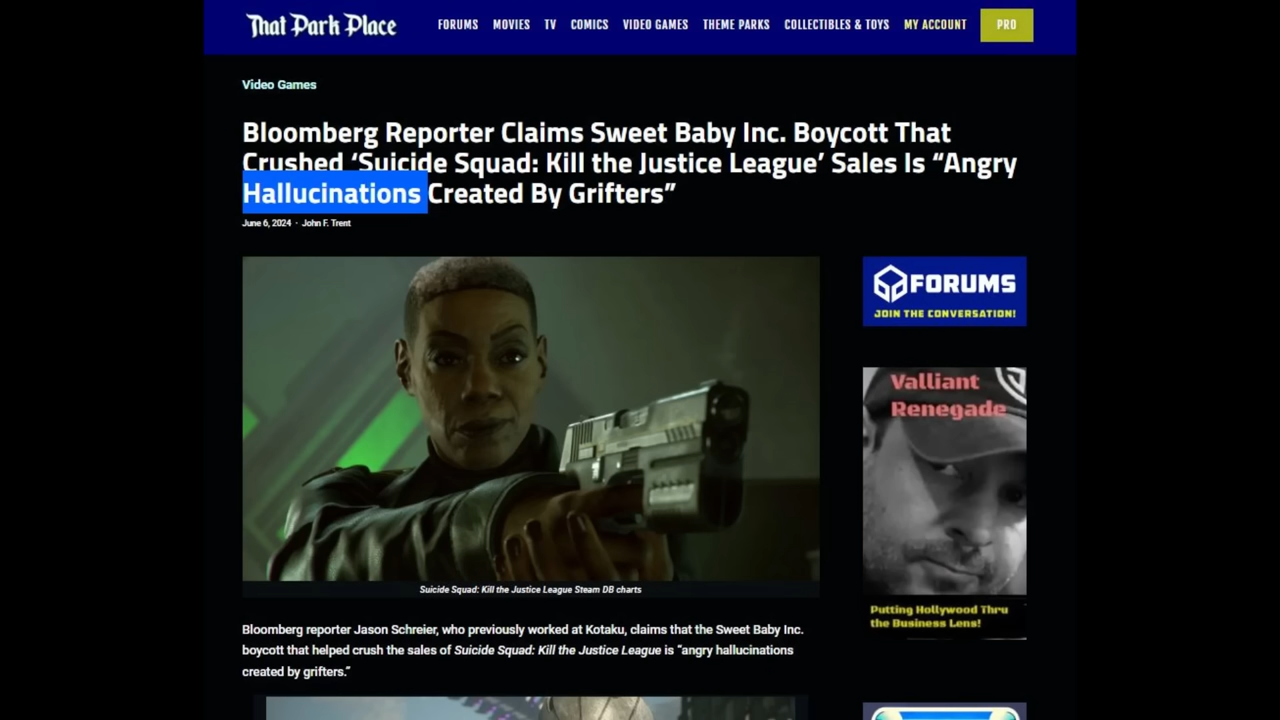 That Park Place
FORUMS MOVIES TV COMICS VIDEO GAMES THEME PARKS COLLECTIBLES & TOYS MY ACCOUNT PRO
Video Games
Bloomberg Reporter Claims Sweet Baby Inc. Boycott That
Crushed ‘Suicide Squad: Kill the Justice League’ Sales Is “Angry
Hallucinations Created By Grifters”
June 6, 2024 · John F. Trent
FORUMS
JOIN THE CONVERSATION!
Valliant
Renegade
Putting Hollywood Thru
the Business Lens!
Suicide Squad: Kill the Justice League Steam DB charts
Bloomberg reporter Jason Schreier, who previously worked at Kotaku, claims that the Sweet Baby Inc.
boycott that helped crush the sales of Suicide Squad: Kill the Justice League is “angry hallucinations
created by grifters.”